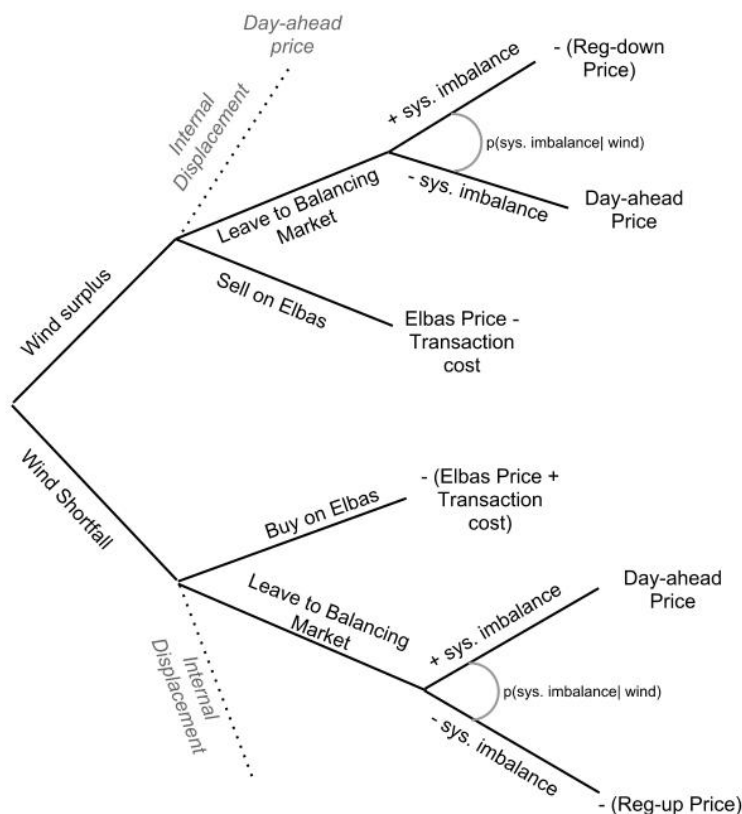 Day-ahead
price
- (Reg-down
Price)
+ sys. imbalance
Internal
Displacement
p(sys. imbalance| wind)
Leave to Balancing
Market
- sys. imbalance
Day-ahead
Price
Wind surplus
Sell on Elbas
Elbas Price -
Transaction
cost
Wind Shortfall
Buy on Elbas
- (Elbas Price +
Transaction
cost)
Leave to Balancing
Market
+ sys. imbalance
Day-ahead
Price
Internal
Displacement
p(sys. imbalance| wind)
- sys. imbalance
- (Reg-up Price)